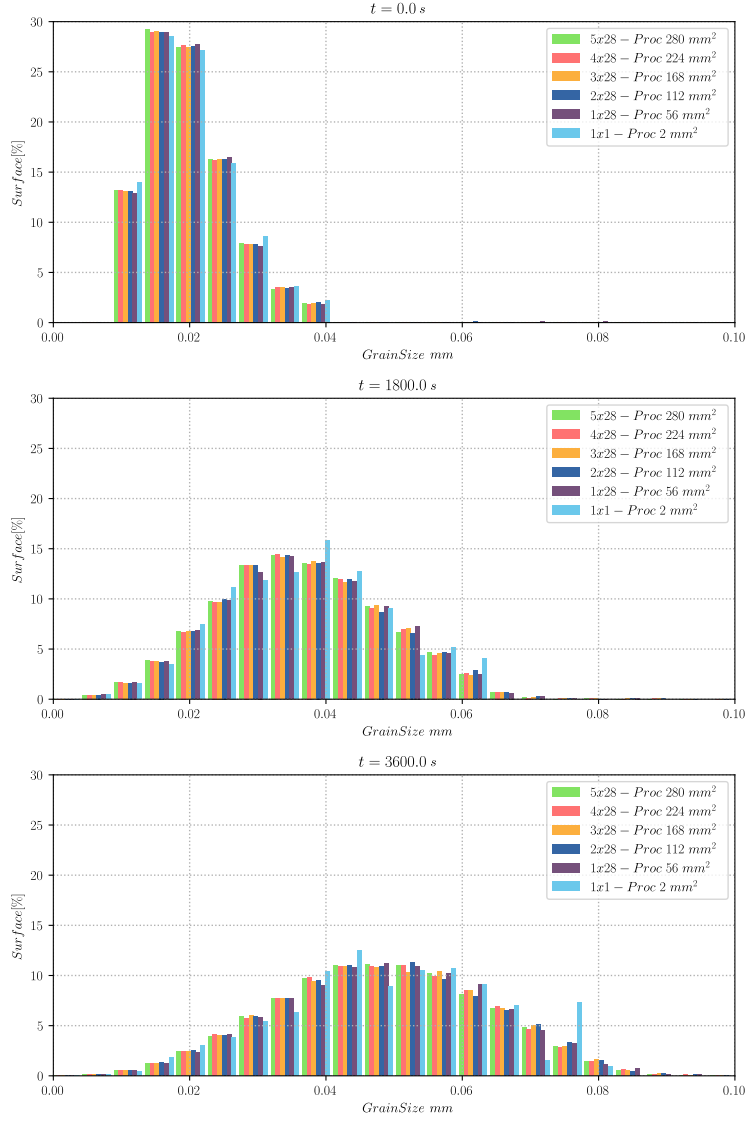 t = 0.0 s
30
25
20
15
10
5
0
Surface[%]
5x28 − Proc 280 mm²
4x28 − Proc 224 mm²
3x28 − Proc 168 mm²
2x28 − Proc 112 mm²
1x28 − Proc 56 mm²
1x1 − Proc 2 mm²
0.00 0.02 0.04 0.06 0.08 0.10
GrainSize mm
t = 1800.0 s
30
25
20
15
10
5
0
Surface[%]
5x28 − Proc 280 mm²
4x28 − Proc 224 mm²
3x28 − Proc 168 mm²
2x28 − Proc 112 mm²
1x28 − Proc 56 mm²
1x1 − Proc 2 mm²
0.00 0.02 0.04 0.06 0.08 0.10
GrainSize mm
t = 3600.0 s
30
25
20
15
10
5
0
Surface[%]
5x28 − Proc 280 mm²
4x28 − Proc 224 mm²
3x28 − Proc 168 mm²
2x28 − Proc 112 mm²
1x28 − Proc 56 mm²
1x1 − Proc 2 mm²
0.00 0.02 0.04 0.06 0.08 0.10
GrainSize mm